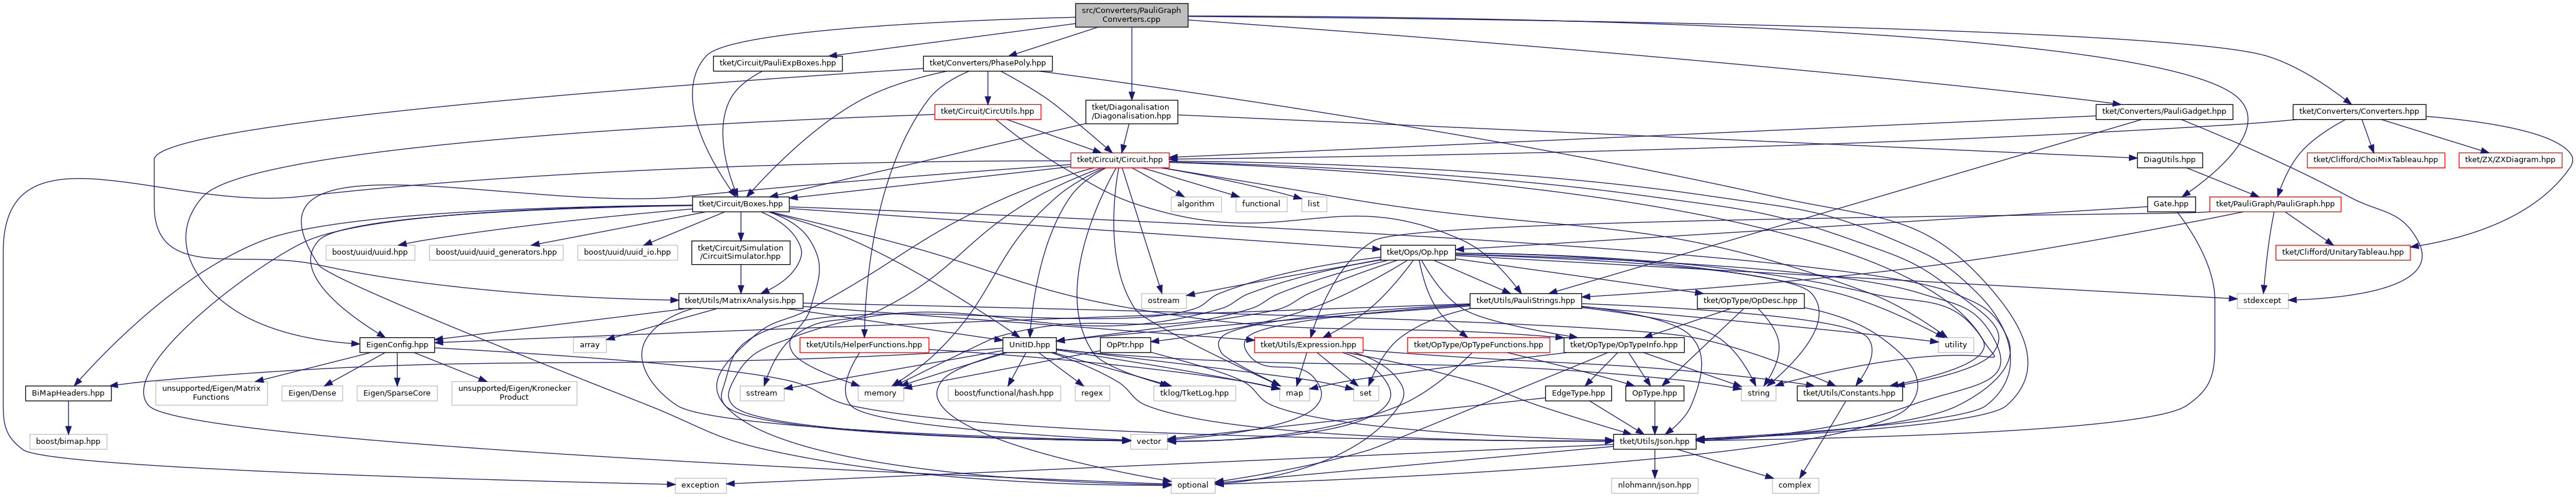 src/Converters/PauliGraph
Converters.cpp
tket/Circuit/PauliExpBoxes.hpp
tket/Converters/PhasePoly.hpp
tket/Circuit/CircUtils.hpp
tket/Diagonalisation
/Diagonalisation.hpp
tket/Converters/PauliGadget.hpp
tket/Converters/Converters.hpp
tket/Circuit/Circuit.hpp
DiagUtils.hpp
tket/Clifford/ChoiMixTableau.hpp
tket/ZX/ZXDiagram.hpp
tket/Circuit/Boxes.hpp
algorithm
functional
list
Gate.hpp
tket/PauliGraph/PauliGraph.hpp
boost/uuid/uuid.hpp
boost/uuid/uuid_generators.hpp
boost/uuid/uuid_io.hpp
tket/Circuit/Simulation
/CircuitSimulator.hpp
tket/Ops/Op.hpp
tket/Clifford/UnitaryTableau.hpp
tket/Utils/MatrixAnalysis.hpp
ostream
tket/Utils/PauliStrings.hpp
tket/OpType/OpDesc.hpp
stdexcept
array
EigenConfig.hpp
tket/Utils/HelperFunctions.hpp
UnitID.hpp
OpPtr.hpp
tket/Utils/Expression.hpp
tket/OpType/OpTypeFunctions.hpp
tket/OpType/OpTypeInfo.hpp
utility
BiMapHeaders.hpp
unsupported/Eigen/Matrix
Functions
Eigen/Dense
Eigen/SparseCore
unsupported/Eigen/Kronecker
Product
sstream
memory
boost/functional/hash.hpp
regex
tklog/TketLog.hpp
map
set
EdgeType.hpp
OpType.hpp
string
tket/Utils/Constants.hpp
boost/bimap.hpp
vector
tket/Utils/Json.hpp
exception
optional
nlohmann/json.hpp
complex